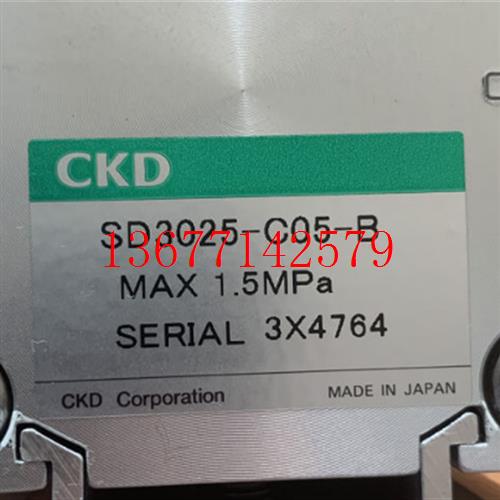 CKD
SD3025-C05-B
13677142579
MAX 1.5MPa
SERIAL 3X4764
CKD Corporation
MADE IN JAPAN